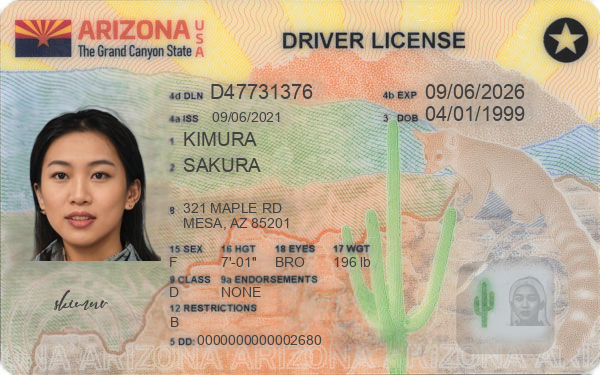 ARIZONA USA
The Grand Canyon State
DRIVER LICENSE
4d DLN D47731376 4b EXP 09/06/2026
4a ISS 09/06/2021 3 DOB 04/01/1999
1 KIMURA
2 SAKURA
8 321 MAPLE RD
MESA, AZ 85201
15 SEX 16 HGT 18 EYES 17 WGT
F 7'-01" BRO 196 lb
9 CLASS 9a ENDORSEMENTS
D NONE
12 RESTRICTIONS
B
5 DD: 0000000000002680
ARIZONA ARIZONA ARIZONA ARIZONA